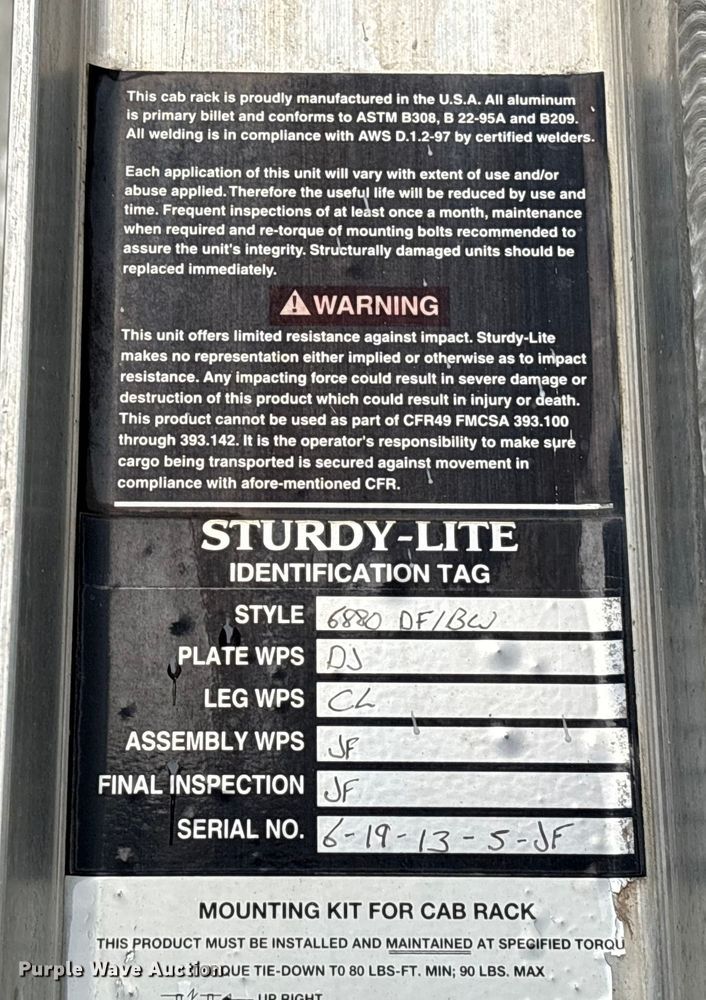 This cab rack is proudly manufactured in the U.S.A. All aluminum
is primary billet and conforms to ASTM B308, B 22-95A and B209.
All welding is in compliance with AWS D.1.2-97 by certified welders.
Each application of this unit will vary with extent of use and/or
abuse applied. Therefore the useful life will be reduced by use and
time. Frequent inspections of at least once a month, maintenance
when required and re-torque of mounting bolts recommended to
assure the unit's integrity. Structurally damaged units should be
replaced immediately.
WARNING
This unit offers limited resistance against impact. Sturdy-Lite
makes no representation either implied or otherwise as to impact
resistance. Any impacting force could result in severe damage or
destruction of this product which could result in injury or death.
This product cannot be used as part of CFR49 FMCSA 393.100
through 393.142. It is the operator's responsibility to make sure
cargo being transported is secured against movement in
compliance with afore-mentioned CFR.
STURDY-LITE
IDENTIFICATION TAG
STYLE 6880 DF/BW
PLATE WPS DJ
LEG WPS CL
ASSEMBLY WPS JF
FINAL INSPECTION JF
SERIAL NO. 6-19-13-5-JF
MOUNTING KIT FOR CAB RACK
THIS PRODUCT MUST BE INSTALLED AND MAINTAINED AT SPECIFIED TORQU
TIE-DOWN TO 80 LBS-FT. MIN; 90 LBS. MAX
Purple Wave Auction
UP RIGHT